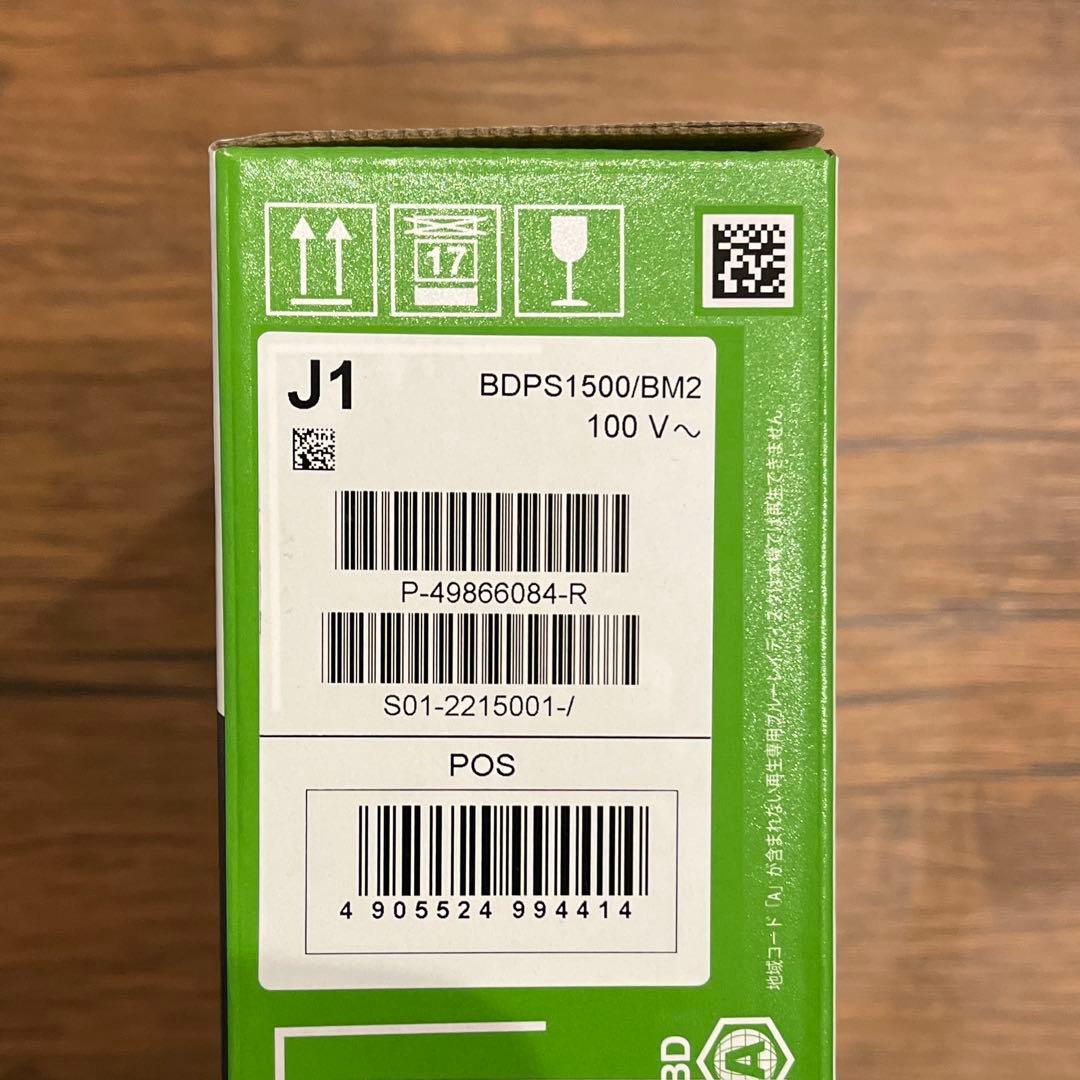 17
J1
BDPS1500/BM2
100 V～
P-49866084-R
S01-2215001-/
POS
4 905524 994414
地域コード「A」が含まれない再生専用ブルーレイディスクは本機では再生できません。
BD
A